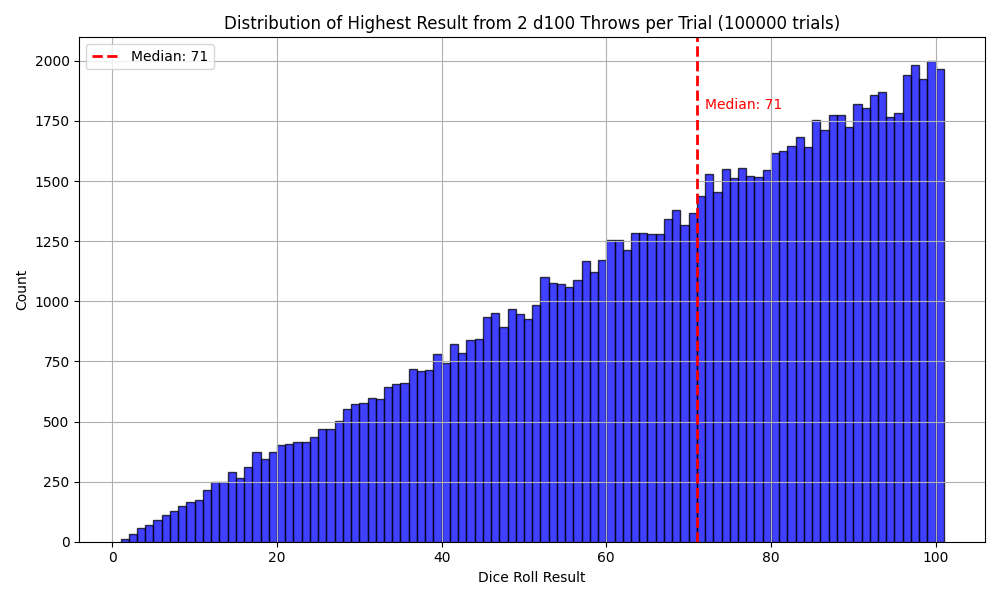 Distribution of Highest Result from 2 d100 Throws per Trial (100000 trials)
Median: 71
Median: 71
2000
1750
1500
1250
1000
750
500
250
0
Count
0 20 40 60 80 100
Dice Roll Result